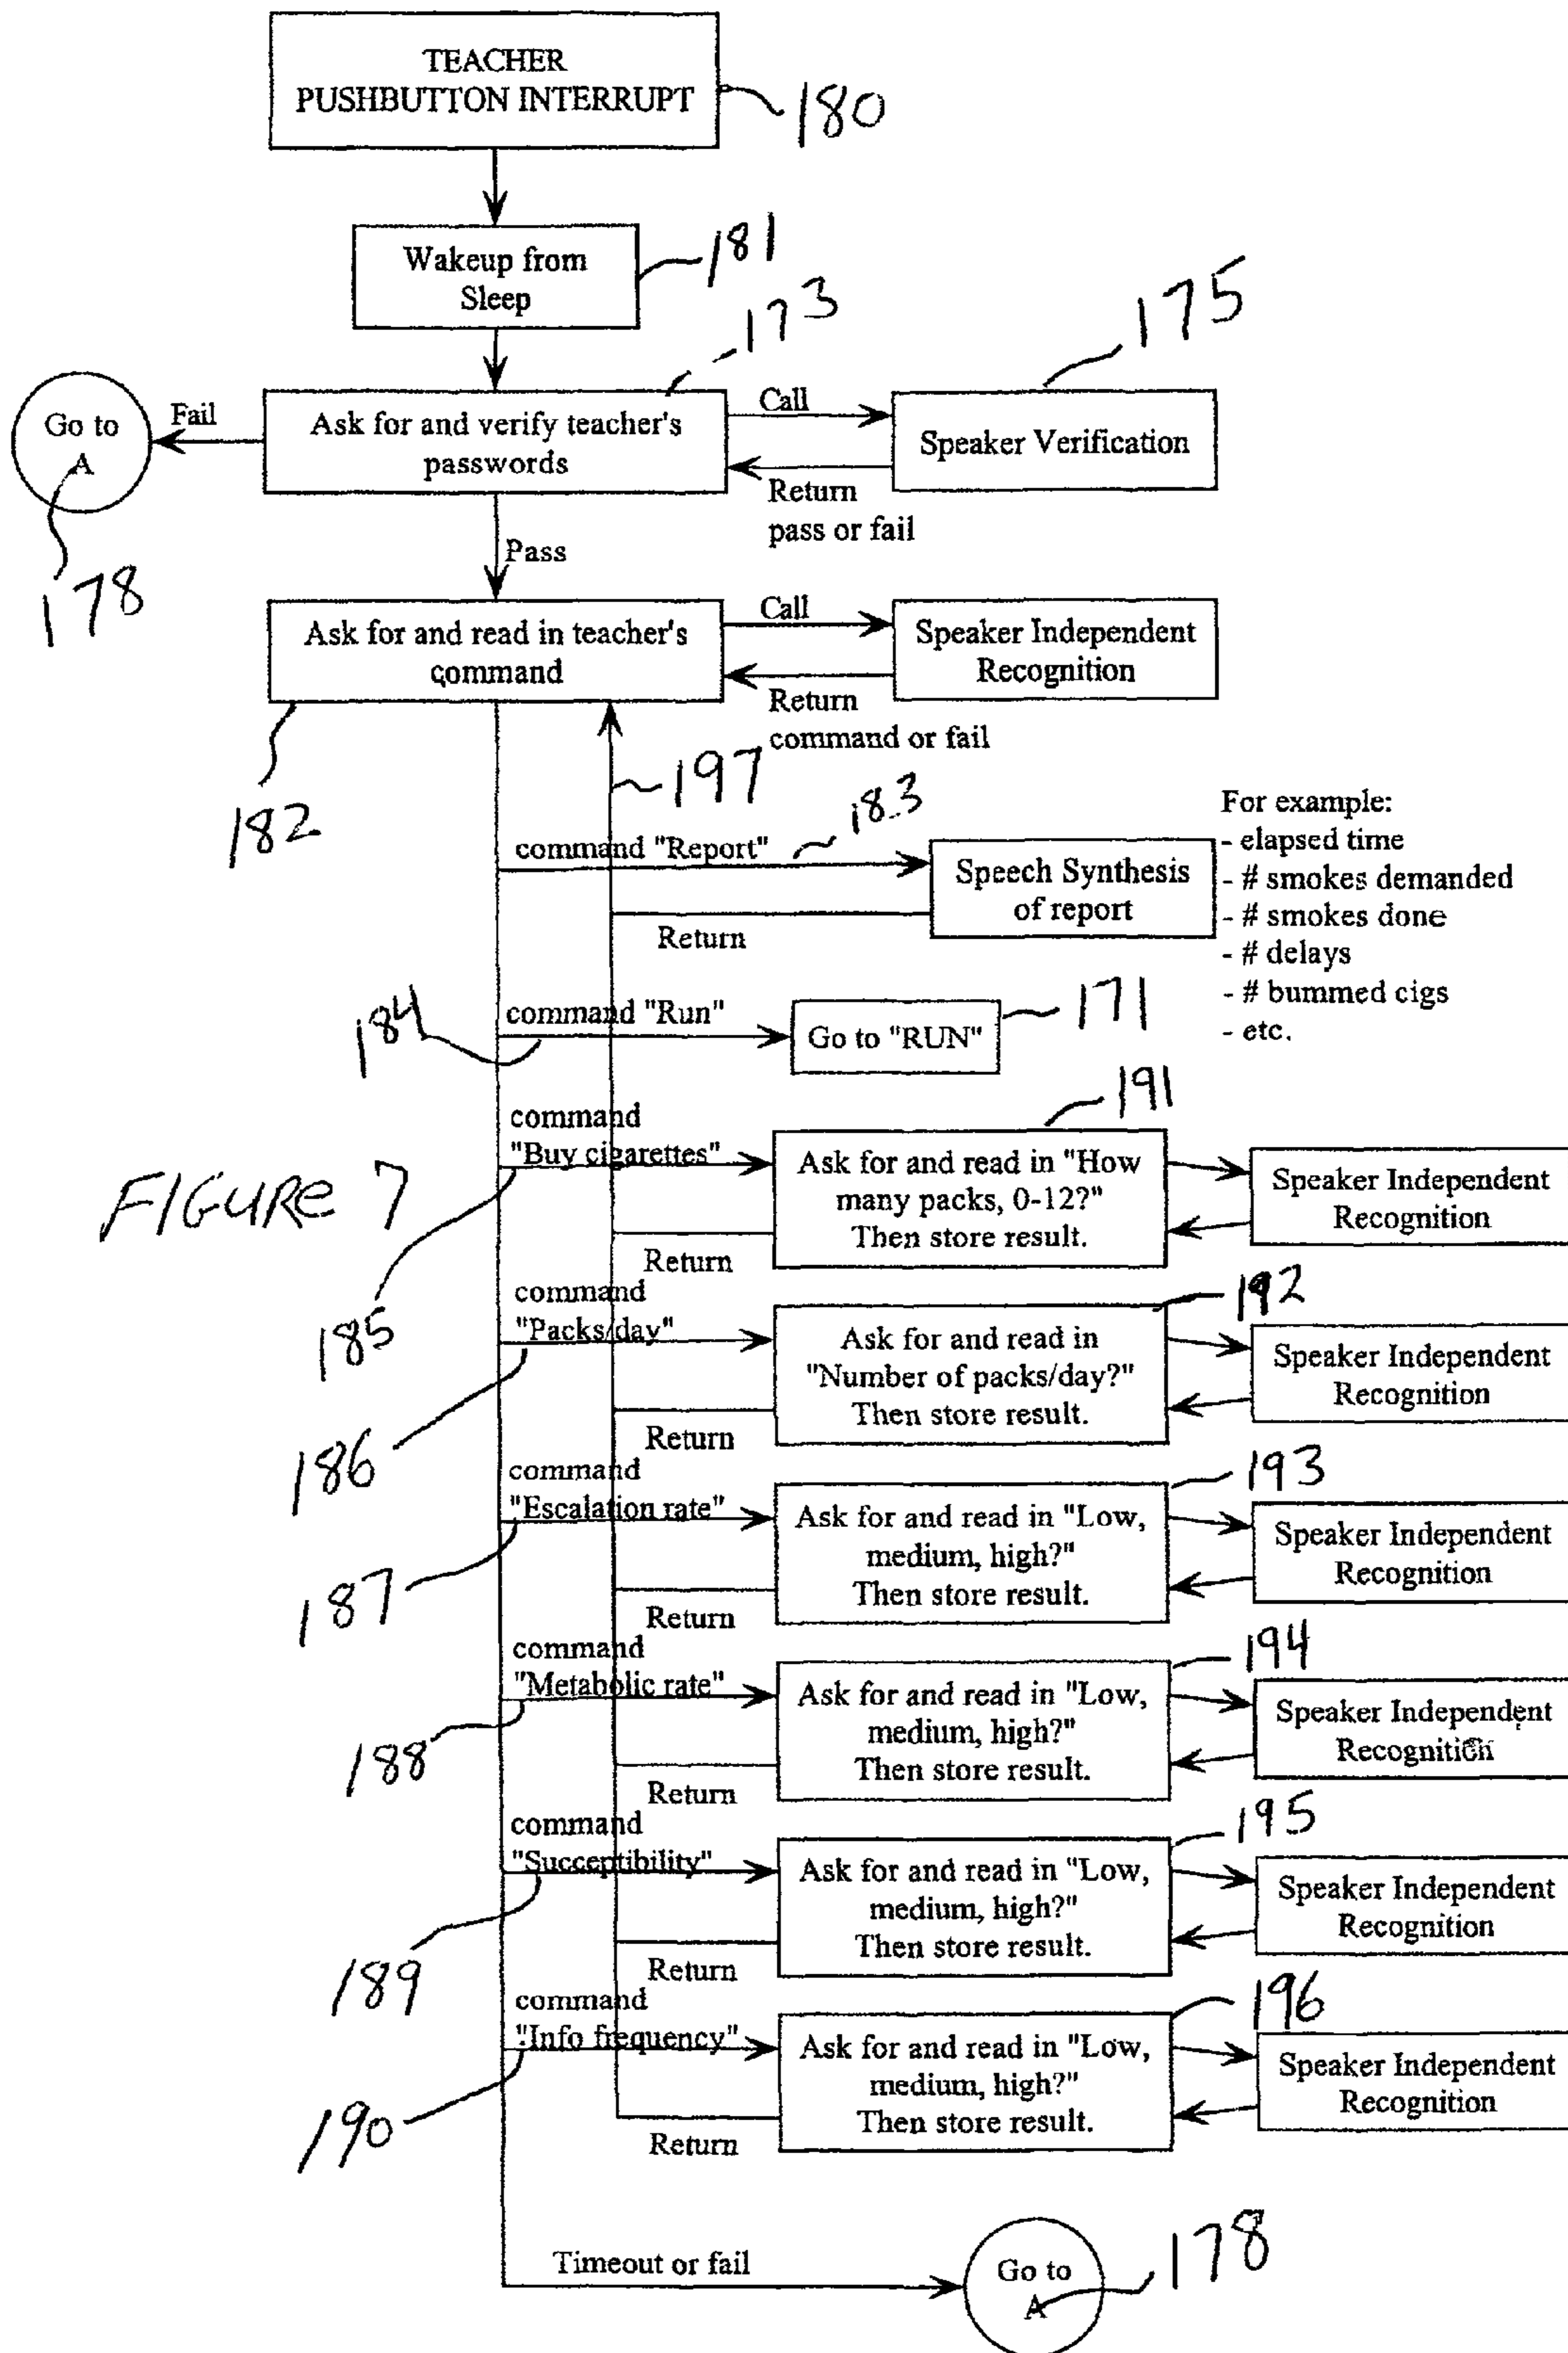 TEACHER
PUSHBUTTON INTERRUPT
180
Wakeup from
Sleep
181
173
175
Go to
A
Fail
Ask for and verify teacher's
passwords
Call
Speaker Verification
Return
pass or fail
178
Pass
Ask for and read in teacher's
command
Call
Speaker Independent
Recognition
Return
command or fail
182
197
183
command "Report"
Speech Synthesis
of report
Return
For example:
- elapsed time
- # smokes demanded
- # smokes done
- # delays
- # bummed cigs
- etc.
184
command "Run"
Go to "RUN"
171
191
command
"Buy cigarettes"
Ask for and read in "How
many packs, 0-12?"
Then store result.
Speaker Independent
Recognition
Return
FIGURE 7
185
192
command
"Packs/day"
Ask for and read in
"Number of packs/day?"
Then store result.
Speaker Independent
Recognition
Return
186
193
command
"Escalation rate"
Ask for and read in "Low,
medium, high?"
Then store result.
Speaker Independent
Recognition
Return
187
194
command
"Metabolic rate"
Ask for and read in "Low,
medium, high?"
Then store result.
Speaker Independent
Recognition
Return
188
195
command
"Succeptibility"
Ask for and read in "Low,
medium, high?"
Then store result.
Speaker Independent
Recognition
Return
189
196
command
"Info frequency"
Ask for and read in "Low,
medium, high?"
Then store result.
Speaker Independent
Recognition
Return
190
Timeout or fail
Go to
A
178